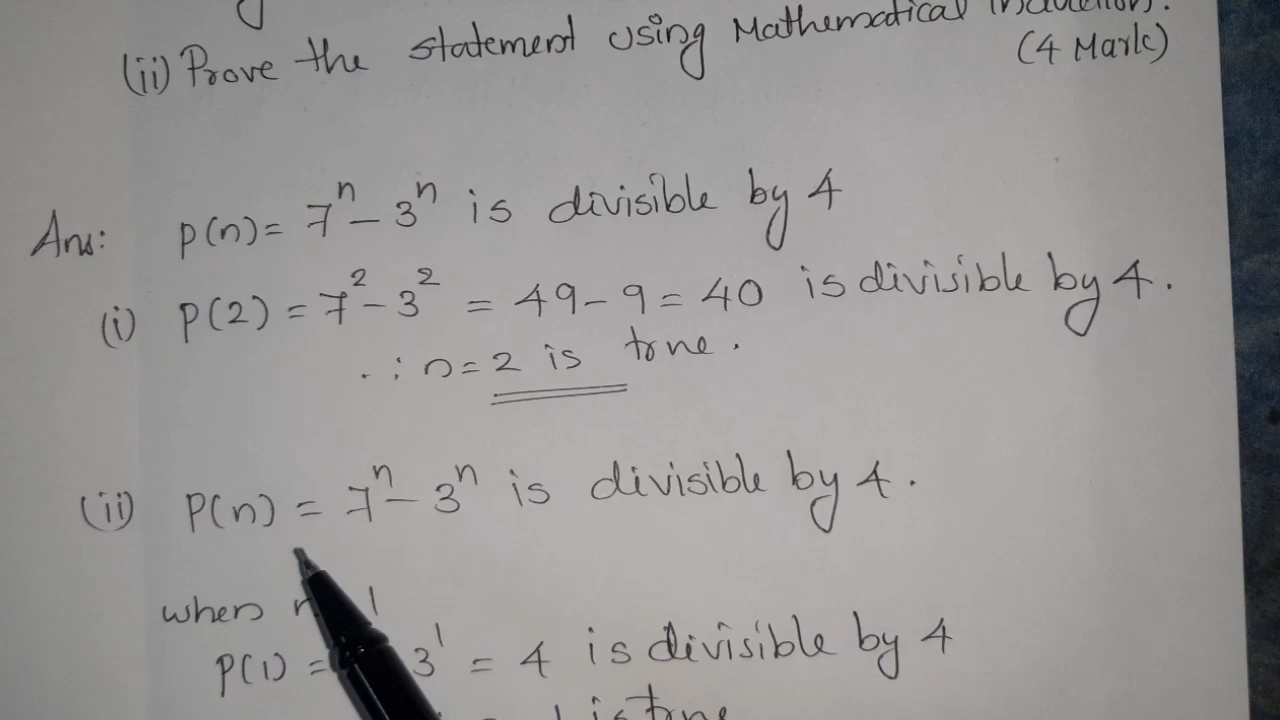 (ii) Prove the statement using Mathematical
(4 Mark)
Ans: p(n) = 7ⁿ - 3ⁿ is divisible by 4
(i) p(2) = 7² - 3² = 49 - 9 = 40 is divisible by 4.
∴ n = 2 is true.
(ii) P(n) = 7ⁿ - 3ⁿ is divisible by 4.
when
p(1) = 3¹ = 4 is divisible by 4
is true